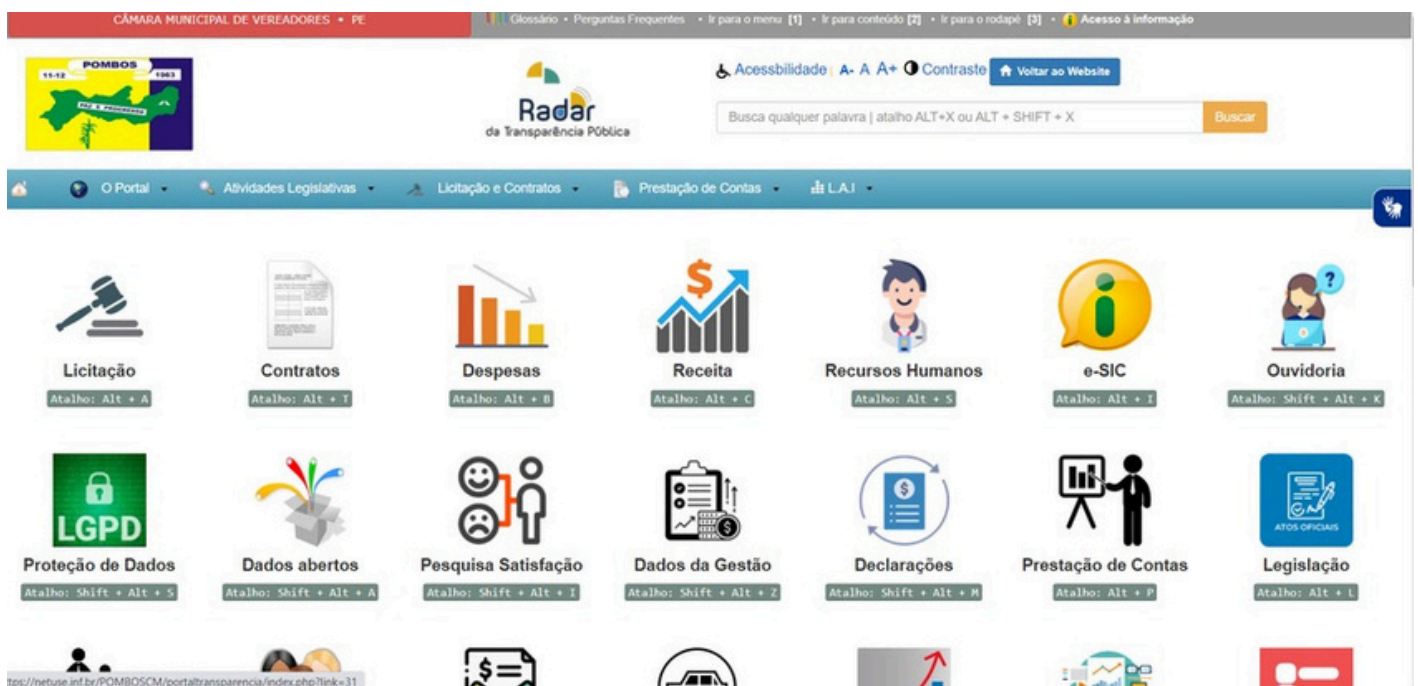 CÂMARA MUNICIPAL DE VEREADORES • PE
Glossário • Perguntas Frequentes • Ir para o menu [1] • Ir para conteúdo [2] • Ir para o rodapé [3] • Acesso à informação
POMBOS
11-12 1963
PAZ E PROGRESSO
Radar
da Transparência Pública
Acessbilidade A- A A+ Contraste Voltar ao Website
Busca qualquer palavra | atalho ALT+X ou ALT + SHIFT + X Buscar
O Portal Atividades Legislativas Licitação e Contratos Prestação de Contas L.A.I
Licitação Contratos Despesas Receita Recursos Humanos e-SIC Ouvidoria
Atalho: Alt + A Atalho: Alt + T Atalho: Alt + B Atalho: Alt + C Atalho: Alt + S Atalho: Alt + I Atalho: Shift + Alt + K
LGPD ATOS OFICIAIS
Proteção de Dados Dados abertos Pesquisa Satisfação Dados da Gestão Declarações Prestação de Contas Legislação
Atalho: Shift + Alt + S Atalho: Shift + Alt + A Atalho: Shift + Alt + I Atalho: Shift + Alt + Z Atalho: Shift + Alt + M Atalho: Alt + P Atalho: Alt + L
ttps://netuse.inf.br/POMBOSCM/portaltransparencia/index.php?link=31